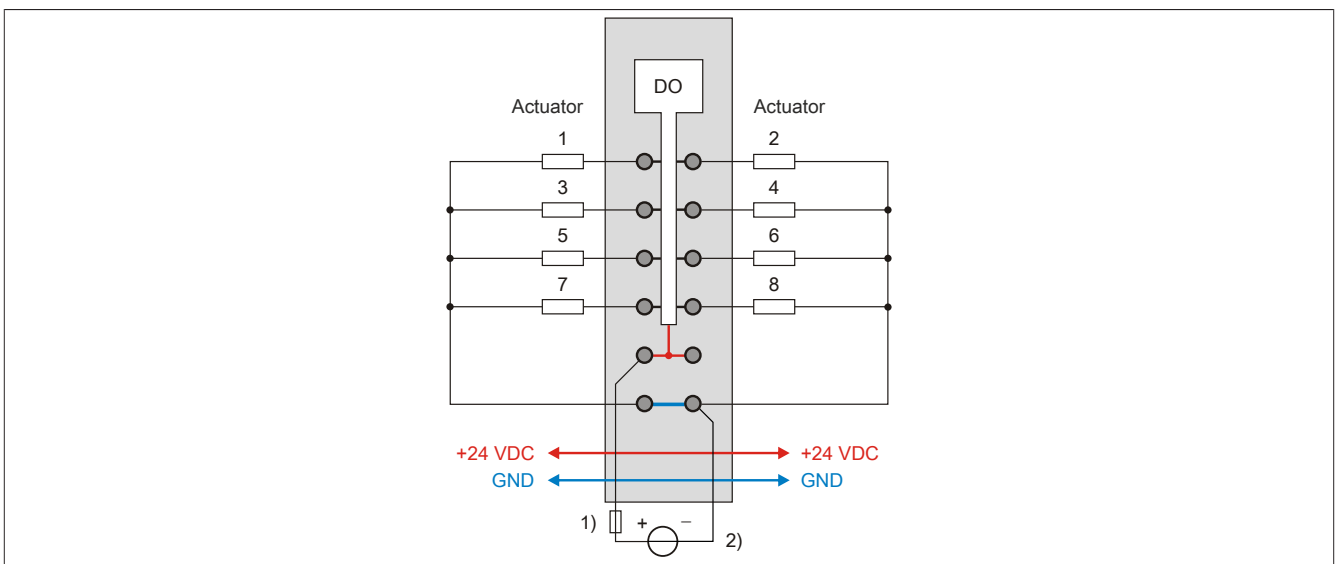 DO
Actuator Actuator
1 2
3 4
5 6
7 8
+24 VDC +24 VDC
GND GND
1) + – 2)